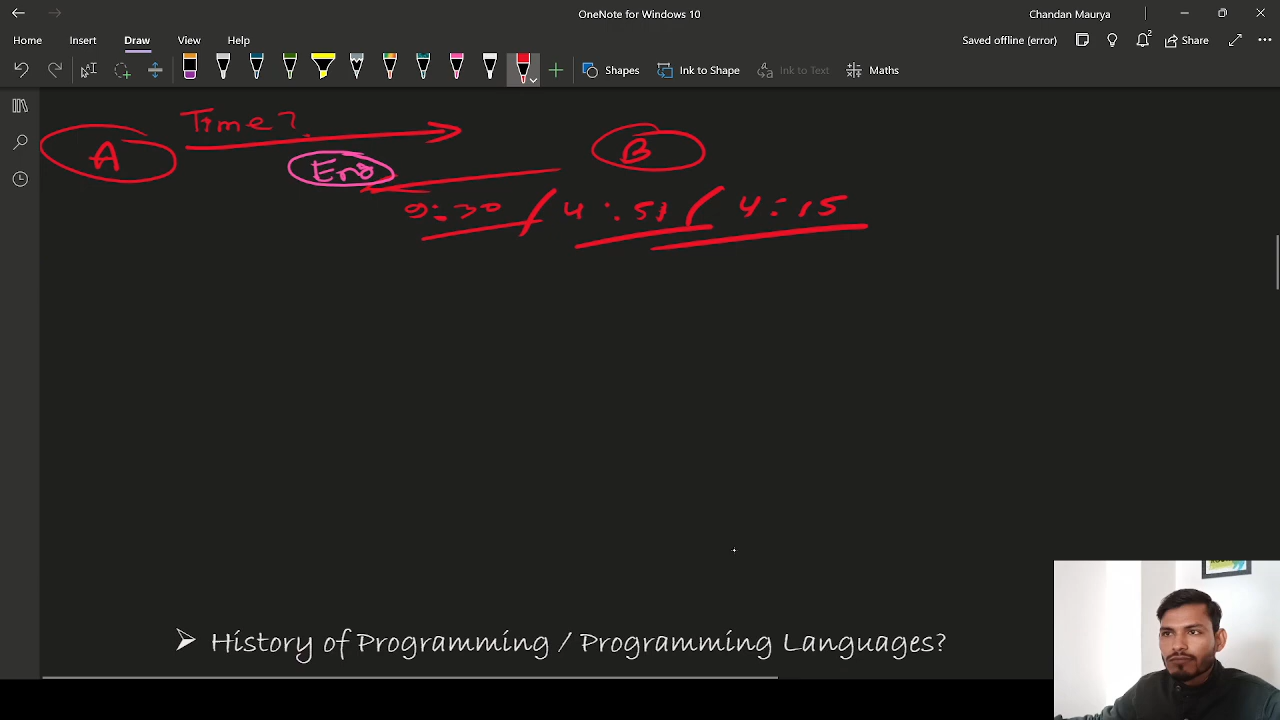 OneNote for Windows 10
Chandan Maurya
Home Insert Draw View Help
Saved offline (error)
Share
Shapes
Ink to Shape
Ink to Text
Maths
Time?
A
B
Eng
9:30 / 4:51 / 4:15
➢ History of Programming / Programming Languages?